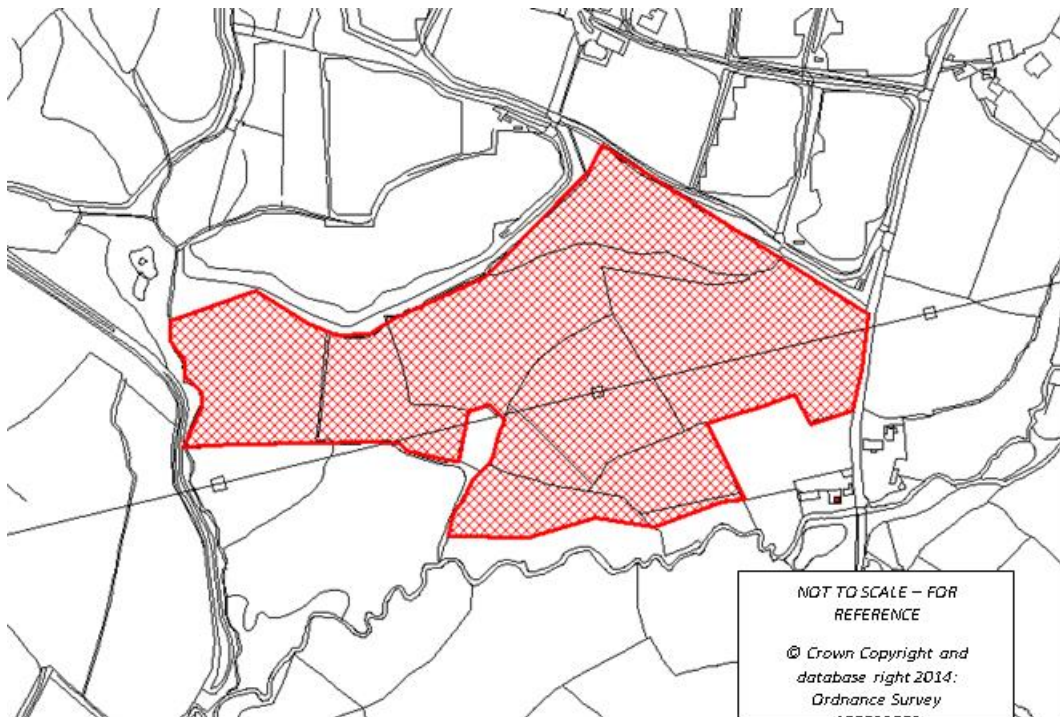 NOT TO SCALE – FOR
REFERENCE
© Crown Copyright and
database right 2014:
Ordnance Survey